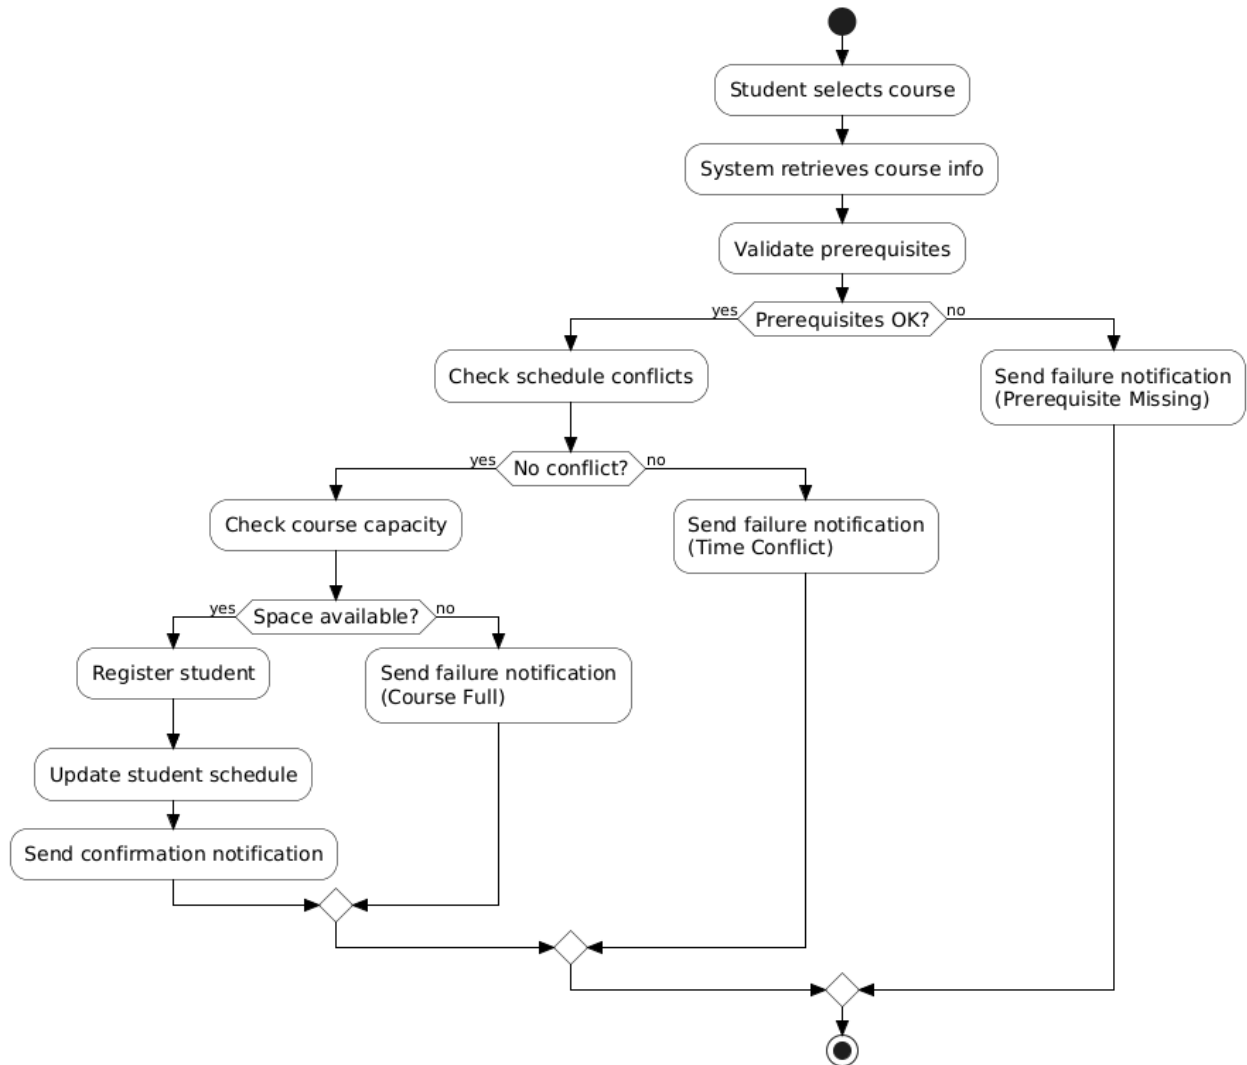 Student selects course
System retrieves course info
Validate prerequisites
yes
Prerequisites OK?
no
Check schedule conflicts
Send failure notification
(Prerequisite Missing)
yes
No conflict?
no
Check course capacity
Send failure notification
(Time Conflict)
yes
Space available?
no
Register student
Send failure notification
(Course Full)
Update student schedule
Send confirmation notification